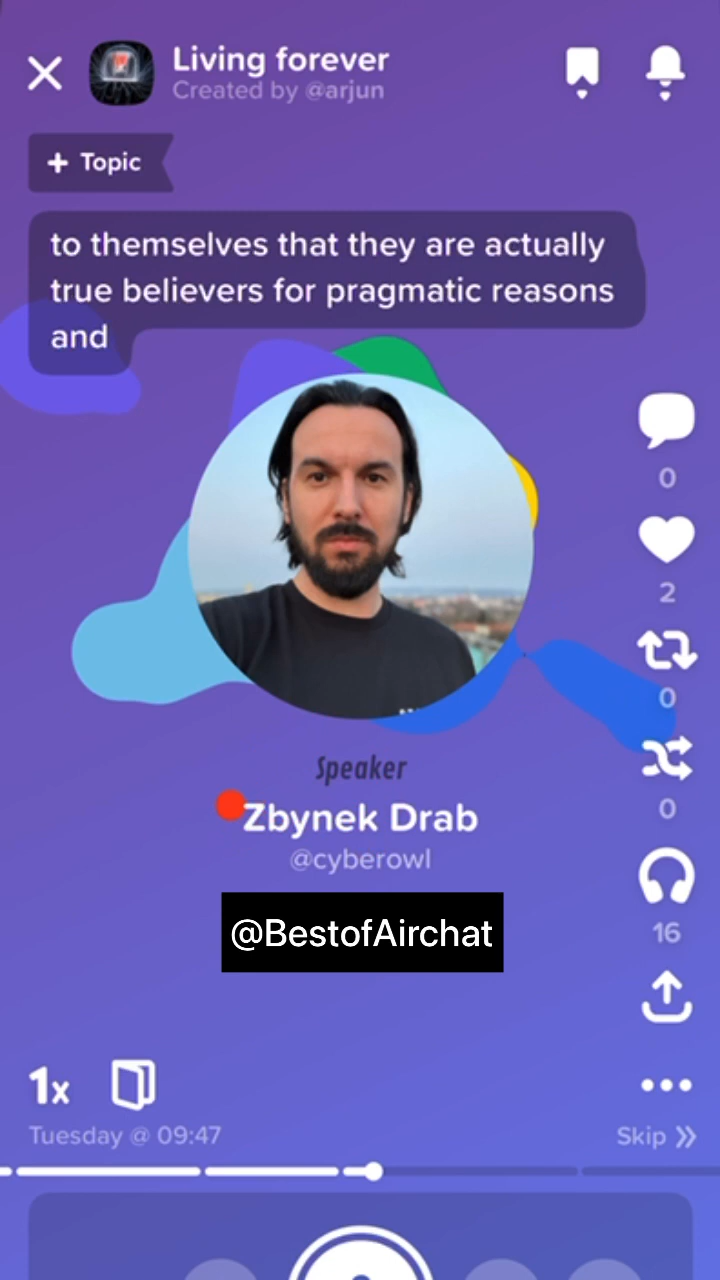 Living forever
Created by @arjun
+ Topic
to themselves that they are actually
true believers for pragmatic reasons
and
0
2
0
0
16
Speaker
Zbynek Drab
@cyberowl
@BestofAirchat
1x
Tuesday @ 09:47
Skip